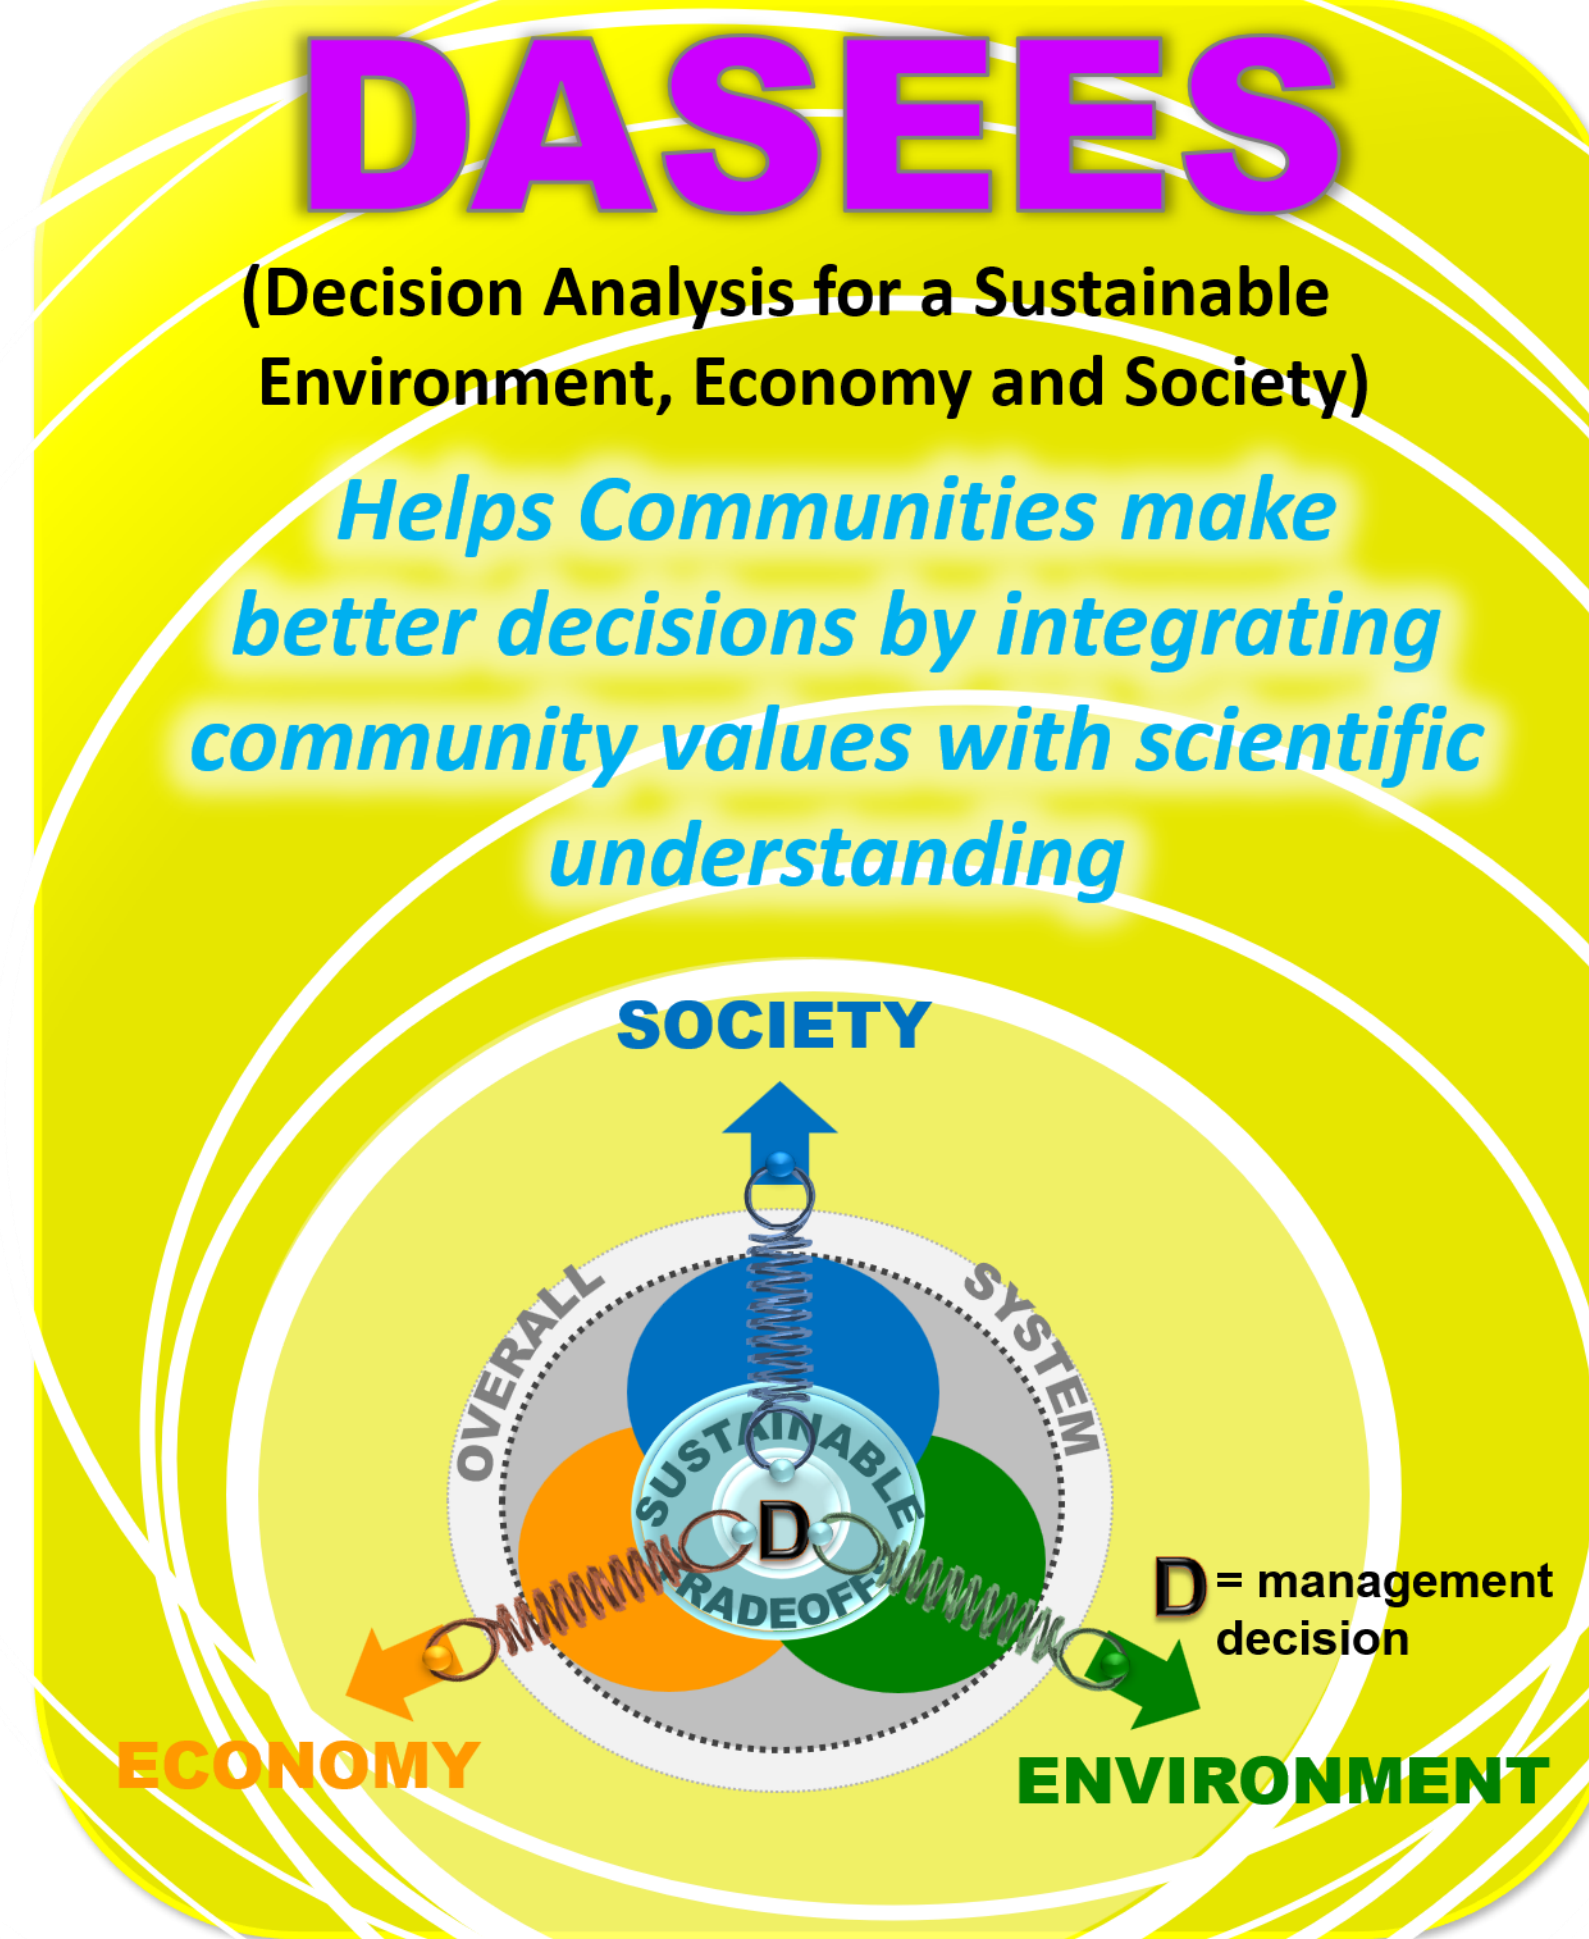 DASEES
(Decision Analysis for a Sustainable
Environment, Economy and Society)
Helps Communities make
better decisions by integrating
community values with scientific
understanding
SOCIETY
OVERALL SYSTEM
SUSTAINABLE
D
TRADEOFFS
D = management
decision
ECONOMY
ENVIRONMENT